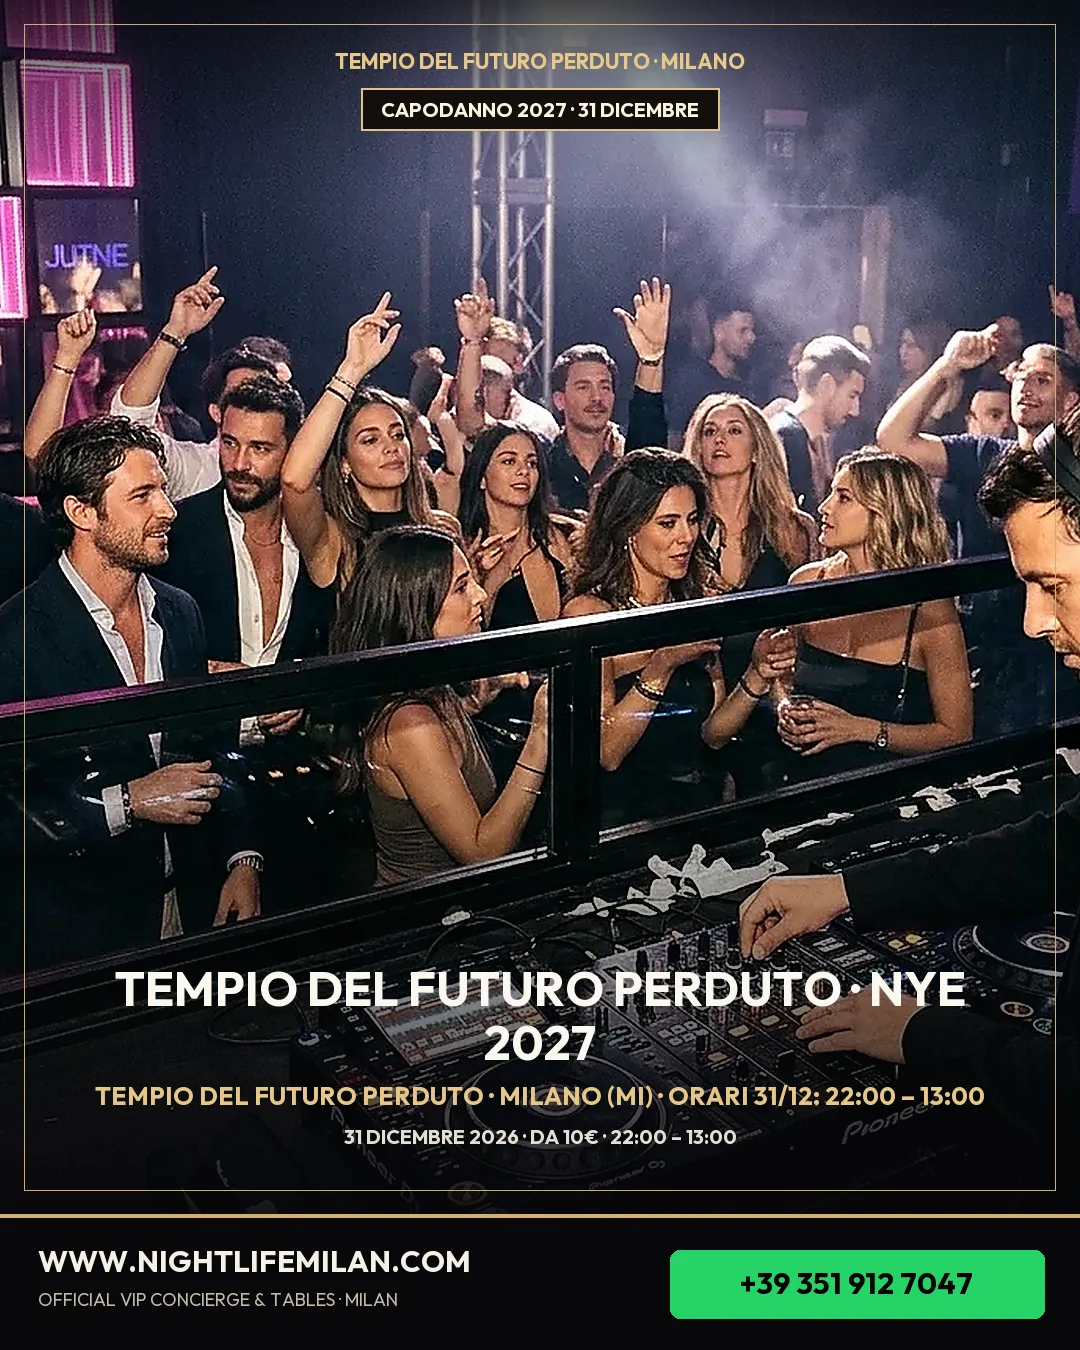 TEMPIO DEL FUTURO PERDUTO · MILANO
CAPODANNO 2027 · 31 DICEMBRE
JUTNE
TEMPIO DEL FUTURO PERDUTO · NYE
2027
TEMPIO DEL FUTURO PERDUTO · MILANO (MI) · ORARI 31/12: 22:00 – 13:00
31 DICEMBRE 2026 · DA 10€ · 22:00 – 13:00
Pioneer
WWW.NIGHTLIFEMILAN.COM
+39 351 912 7047
OFFICIAL VIP CONCIERGE & TABLES · MILAN